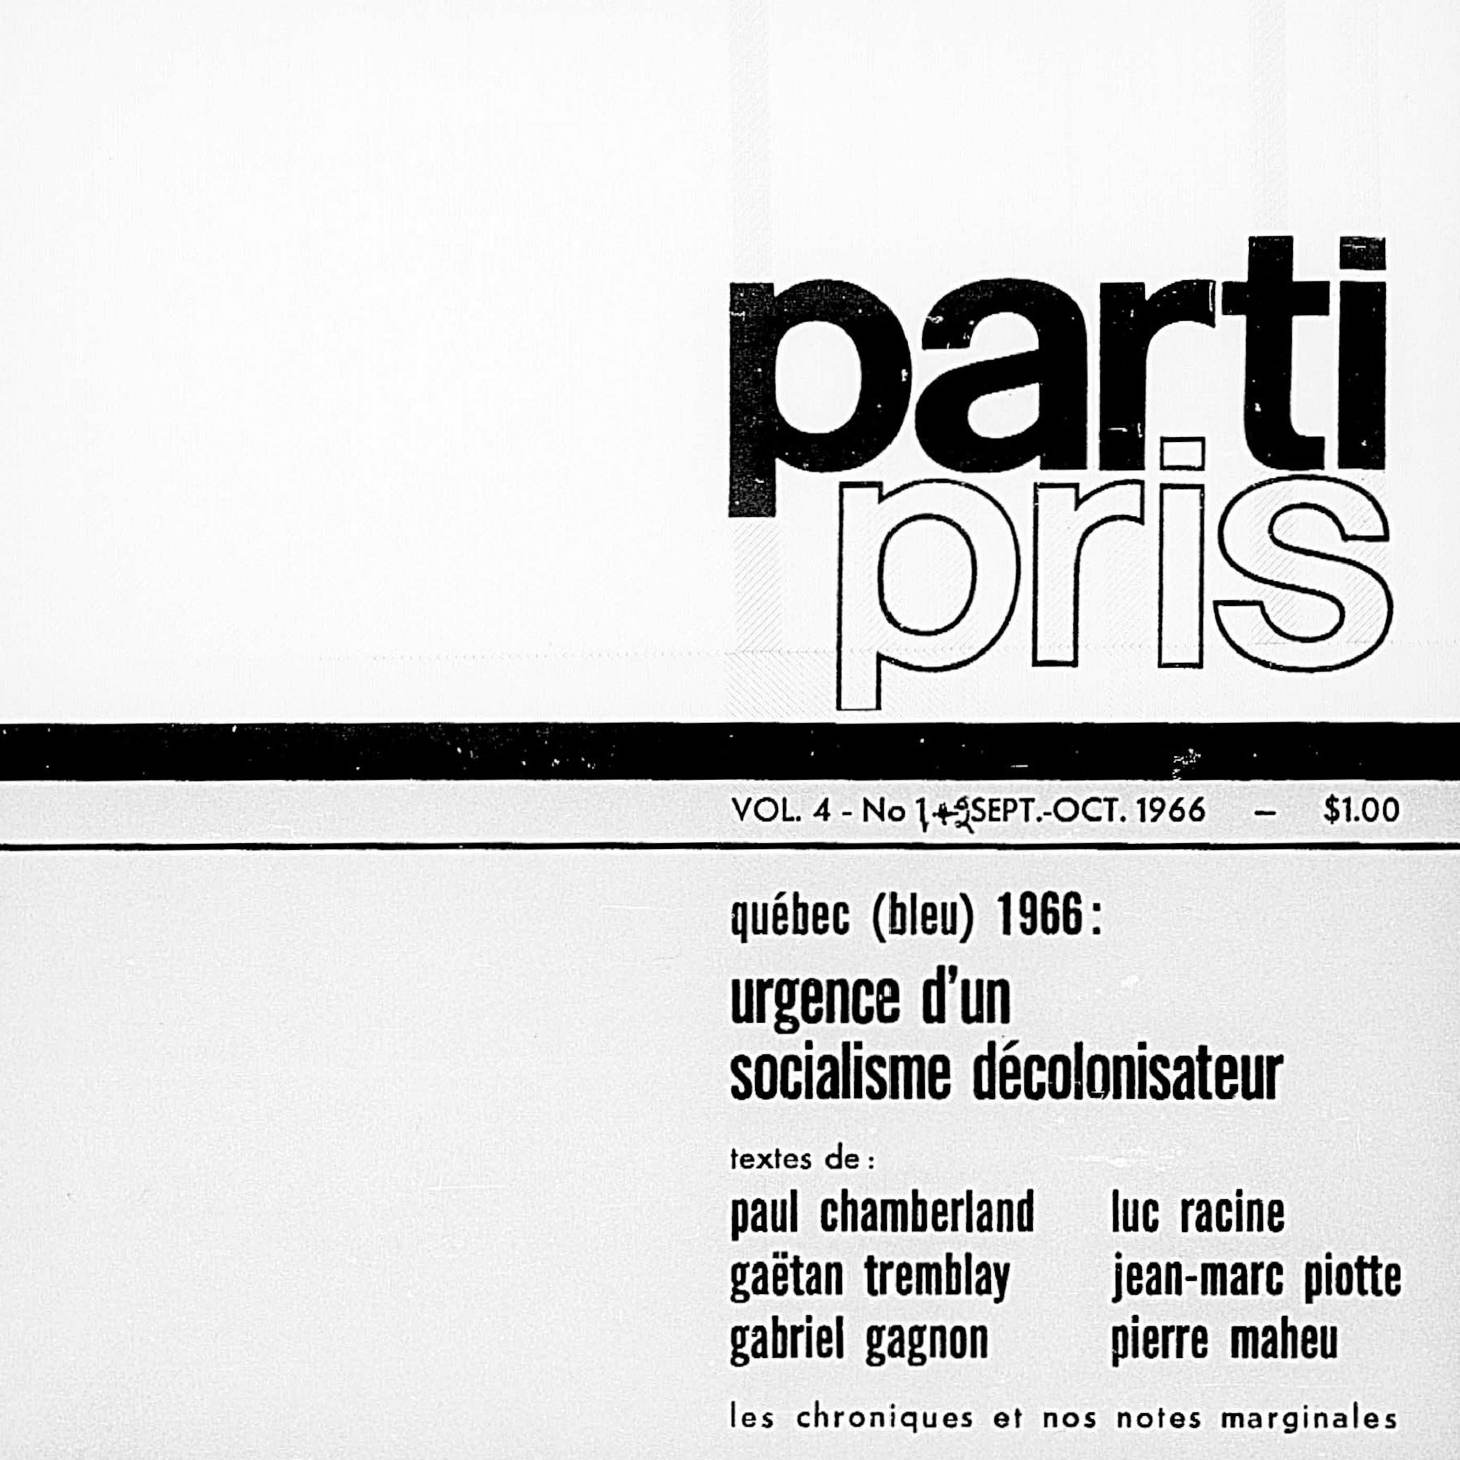 parti
pris
VOL. 4 - No 1+2 SEPT.-OCT. 1966 — $1.00
québec (bleu) 1966:
urgence d'un
socialisme décolonisateur
textes de:
paul chamberland luc racine
gaëtan tremblay jean-marc piotte
gabriel gagnon pierre maheu
les chroniques et nos notes marginales